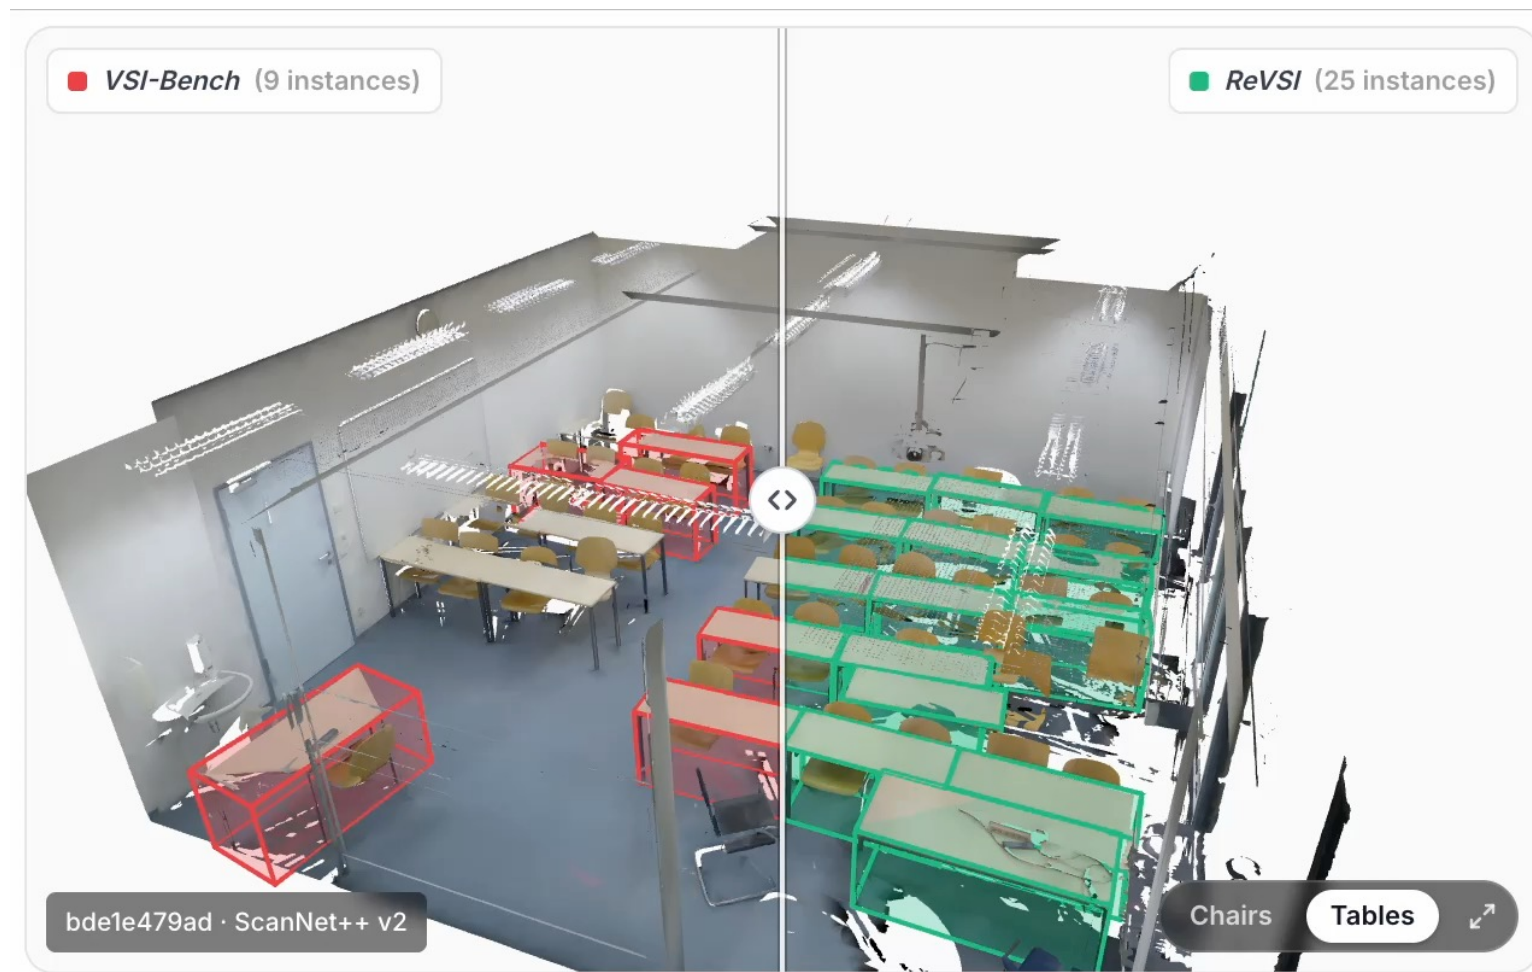 VSI-Bench (9 instances)
ReVSI (25 instances)
bde1e479ad · ScanNet++ v2
Chairs Tables